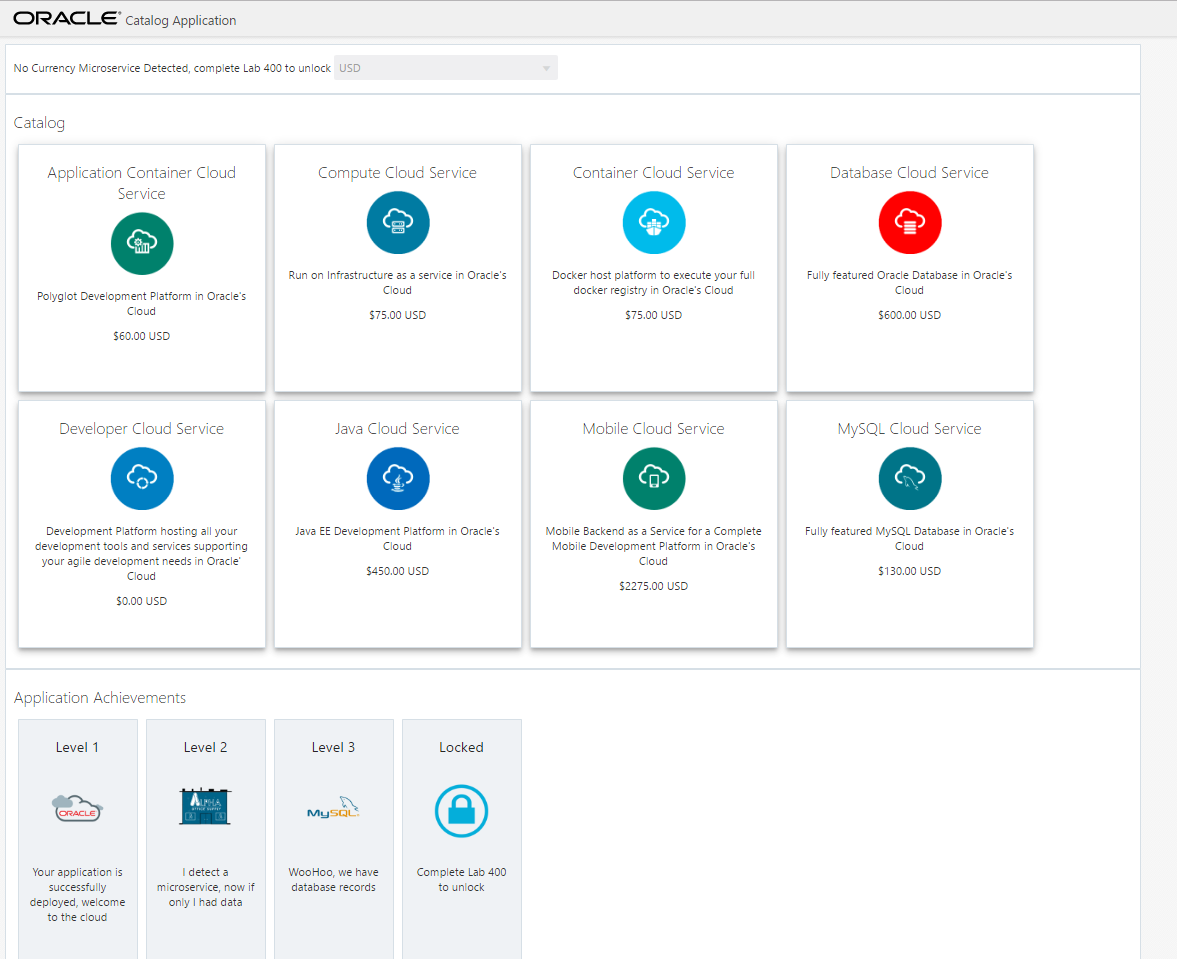 ORACLE® Catalog Application
No Currency Microservice Detected, complete Lab 400 to unlock USD
Catalog
Application Container Cloud
Service
Polyglot Development Platform in Oracle's
Cloud
$60.00 USD
Compute Cloud Service
Run on Infrastructure as a service in Oracle's
Cloud
$75.00 USD
Container Cloud Service
Docker host platform to execute your full
docker registry in Oracle's Cloud
$75.00 USD
Database Cloud Service
Fully featured Oracle Database in Oracle's
Cloud
$600.00 USD
Developer Cloud Service
Development Platform hosting all your
development tools and services supporting
your agile development needs in Oracle'
Cloud
$0.00 USD
Java Cloud Service
Java EE Development Platform in Oracle's
Cloud
$450.00 USD
Mobile Cloud Service
Mobile Backend as a Service for a Complete
Mobile Development Platform in Oracle's
Cloud
$2275.00 USD
MySQL Cloud Service
Fully featured MySQL Database in Oracle's
Cloud
$130.00 USD
Application Achievements
Level 1
ORACLE
Your application is
successfully
deployed, welcome
to the cloud
Level 2
ALPHA
OFFICE SUPPLY
I detect a
microservice, now if
only I had data
Level 3
MySQL
WooHoo, we have
database records
Locked
Complete Lab 400
to unlock